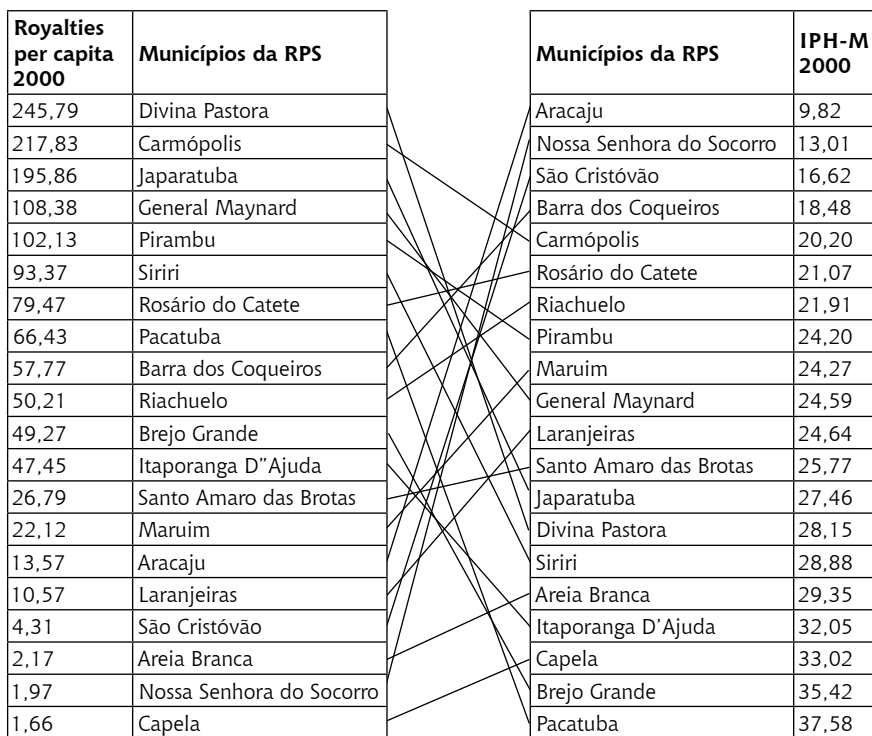 Royalties
per capita
2000
Municípios da RPS
245,79 Divina Pastora
217,83 Carmópolis
195,86 Japaratuba
108,38 General Maynard
102,13 Pirambu
93,37 Siriri
79,47 Rosário do Catete
66,43 Pacatuba
57,77 Barra dos Coqueiros
50,21 Riachuelo
49,27 Brejo Grande
47,45 Itaporanga D"Ajuda
26,79 Santo Amaro das Brotas
22,12 Maruim
13,57 Aracaju
10,57 Laranjeiras
4,31 São Cristóvão
2,17 Areia Branca
1,97 Nossa Senhora do Socorro
1,66 Capela
Municípios da RPS
IPH-M
2000
Aracaju 9,82
Nossa Senhora do Socorro 13,01
São Cristóvão 16,62
Barra dos Coqueiros 18,48
Carmópolis 20,20
Rosário do Catete 21,07
Riachuelo 21,91
Pirambu 24,20
Maruim 24,27
General Maynard 24,59
Laranjeiras 24,64
Santo Amaro das Brotas 25,77
Japaratuba 27,46
Divina Pastora 28,15
Siriri 28,88
Areia Branca 29,35
Itaporanga D'Ajuda 32,05
Capela 33,02
Brejo Grande 35,42
Pacatuba 37,58